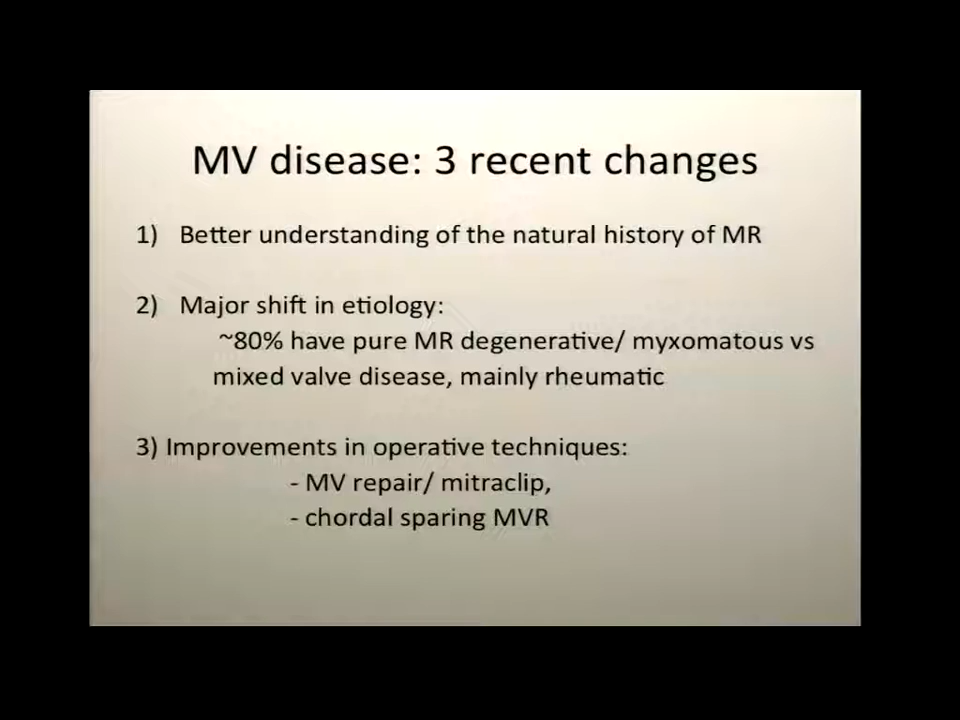 MV disease: 3 recent changes
1) Better understanding of the natural history of MR
2) Major shift in etiology:
~80% have pure MR degenerative/ myxomatous vs
mixed valve disease, mainly rheumatic
3) Improvements in operative techniques:
- MV repair/ mitraclip,
- chordal sparing MVR